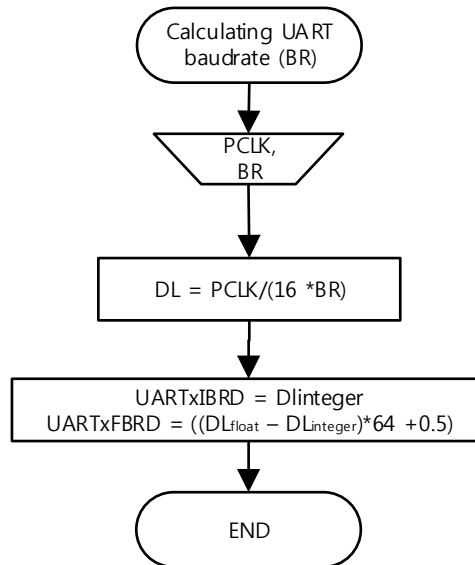 Calculating UART
baudrate (BR)
PCLK,
BR
DL = PCLK/(16 *BR)
UARTxIBRD = Dlinteger
UARTxFBRD = ((DLfloat – DLinteger)*64 +0.5)
END